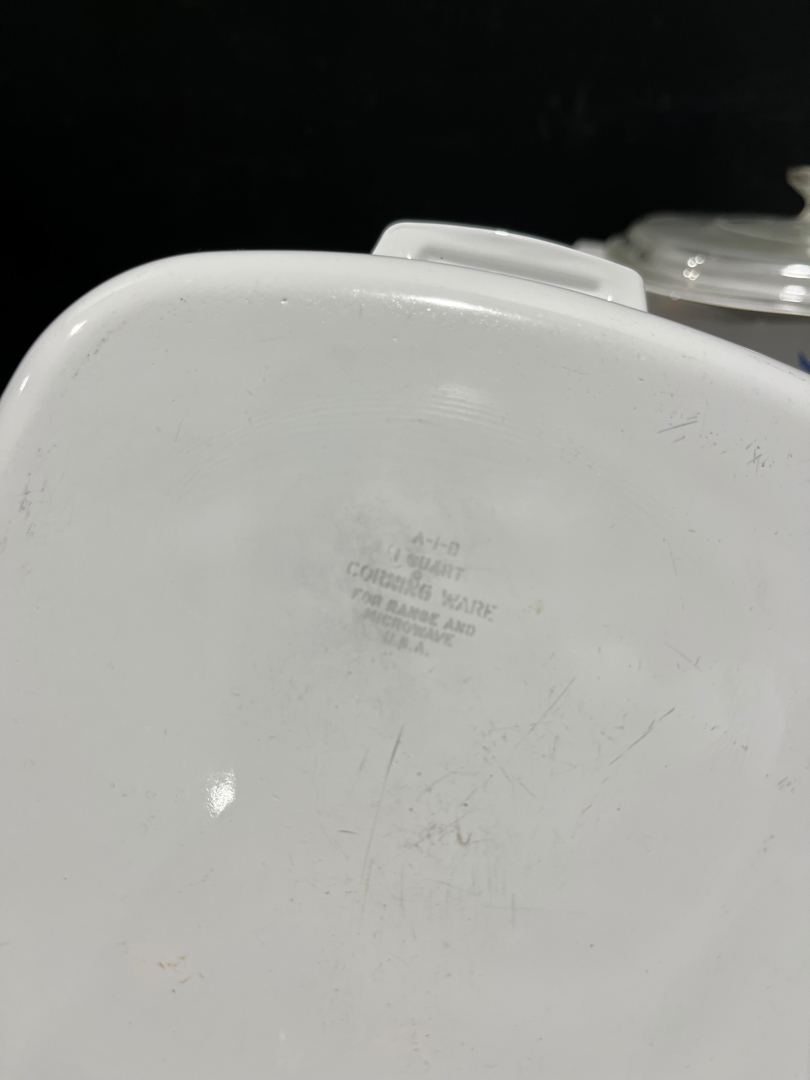 A-1-B
1 QUART
®
CORNING WARE
FOR RANGE AND
MICROWAVE
U.S.A.